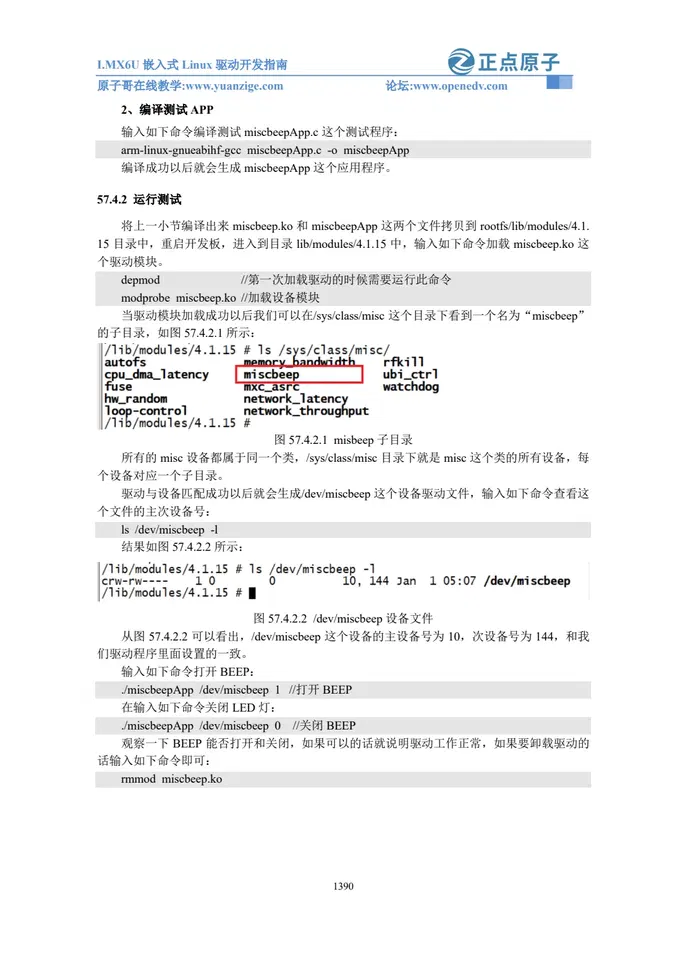 I.MX6U 嵌入式 Linux 驱动开发指南
正点原子
原子哥在线教学:www.yuanzige.com 论坛:www.openedv.com
2、编译测试 APP
输入如下命令编译测试 miscbeepApp.c 这个测试程序：
arm-linux-gnueabihf-gcc miscbeepApp.c -o miscbeepApp
编译成功以后就会生成 miscbeepApp 这个应用程序。
57.4.2 运行测试
将上一小节编译出来 miscbeep.ko 和 miscbeepApp 这两个文件拷贝到 rootfs/lib/modules/4.1.
15 目录中，重启开发板，进入到目录 lib/modules/4.1.15 中，输入如下命令加载 miscbeep.ko 这
个驱动模块。
depmod //第一次加载驱动的时候需要运行此命令
modprobe miscbeep.ko //加载设备模块
当驱动模块加载成功以后我们可以在/sys/class/misc 这个目录下看到一个名为“miscbeep”
的子目录，如图 57.4.2.1 所示：
/lib/modules/4.1.15 # ls /sys/class/misc/
autofs memory_bandwidth rfkill
cpu_dma_latency miscbeep ubi_ctrl
fuse mxc_asrc watchdog
hw_random network_latency
loop-control network_throughput
/lib/modules/4.1.15 #
图 57.4.2.1 misbeep 子目录
所有的 misc 设备都属于同一个类，/sys/class/misc 目录下就是 misc 这个类的所有设备，每
个设备对应一个子目录。
驱动与设备匹配成功以后就会生成/dev/miscbeep 这个设备驱动文件，输入如下命令查看这
个文件的主次设备号：
ls /dev/miscbeep -l
结果如图 57.4.2.2 所示：
/lib/modules/4.1.15 # ls /dev/miscbeep -l
crw-rw---- 1 0 0 10, 144 Jan 1 05:07 /dev/miscbeep
/lib/modules/4.1.15 #
图 57.4.2.2 /dev/miscbeep 设备文件
从图 57.4.2.2 可以看出，/dev/miscbeep 这个设备的主设备号为 10，次设备号为 144，和我
们驱动程序里面设置的一致。
输入如下命令打开 BEEP：
./miscbeepApp /dev/miscbeep 1 //打开 BEEP
在输入如下命令关闭 LED 灯：
./miscbeepApp /dev/miscbeep 0 //关闭 BEEP
观察一下 BEEP 能否打开和关闭，如果可以的话就说明驱动工作正常，如果要卸载驱动的
话输入如下命令即可：
rmmod miscbeep.ko
1390